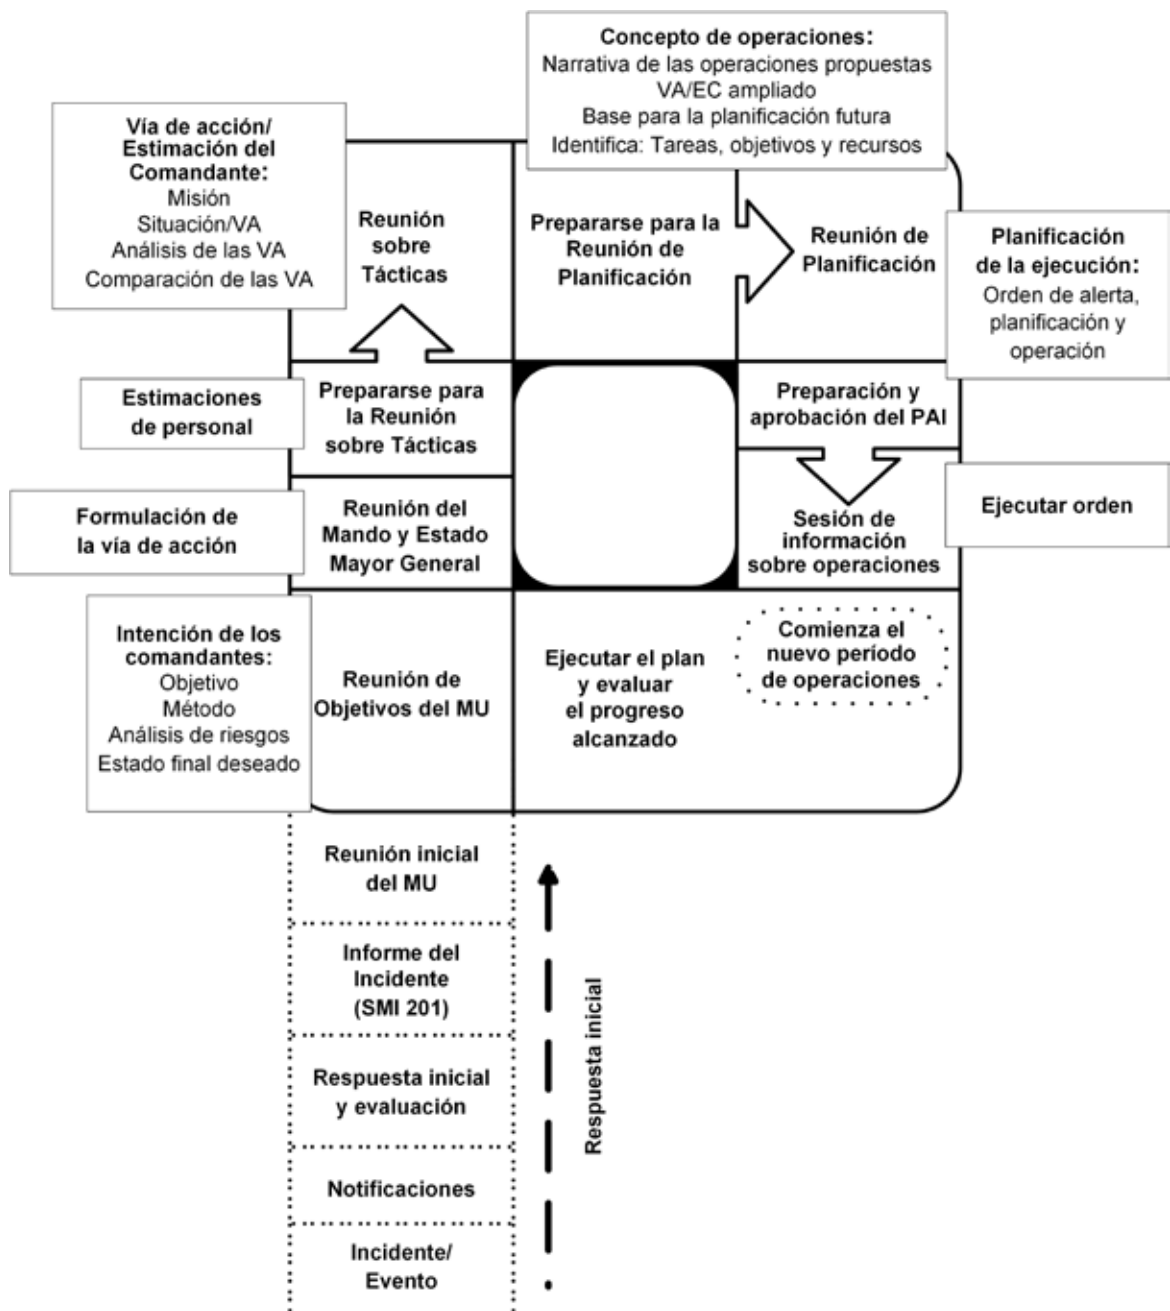 Concepto de operaciones:
Narrativa de las operaciones propuestas
VA/EC ampliado
Base para la planificación futura
Identifica: Tareas, objetivos y recursos
Vía de acción/
Estimación del
Comandante:
Misión
Situación/VA
Análisis de las VA
Comparación de las VA
Reunión
sobre
Tácticas
Prepararse para la
Reunión de
Planificación
Reunión de
Planificación
Planificación
de la ejecución:
Orden de alerta,
planificación y
operación
Estimaciones
de personal
Prepararse para
la Reunión
sobre Tácticas
Preparación y
aprobación del PAI
Formulación de
la vía de acción
Reunión del
Mando y Estado
Mayor General
Sesión de
información
sobre operaciones
Ejecutar orden
Intención de los
comandantes:
Objetivo
Método
Análisis de riesgos
Estado final deseado
Reunión de
Objetivos del MU
Ejecutar el plan
y evaluar
el progreso
alcanzado
Comienza el
nuevo período
de operaciones
Reunión inicial
del MU
Informe del
Incidente
(SMI 201)
Respuesta inicial
y evaluación
Notificaciones
Incidente/
Evento
Respuesta inicial